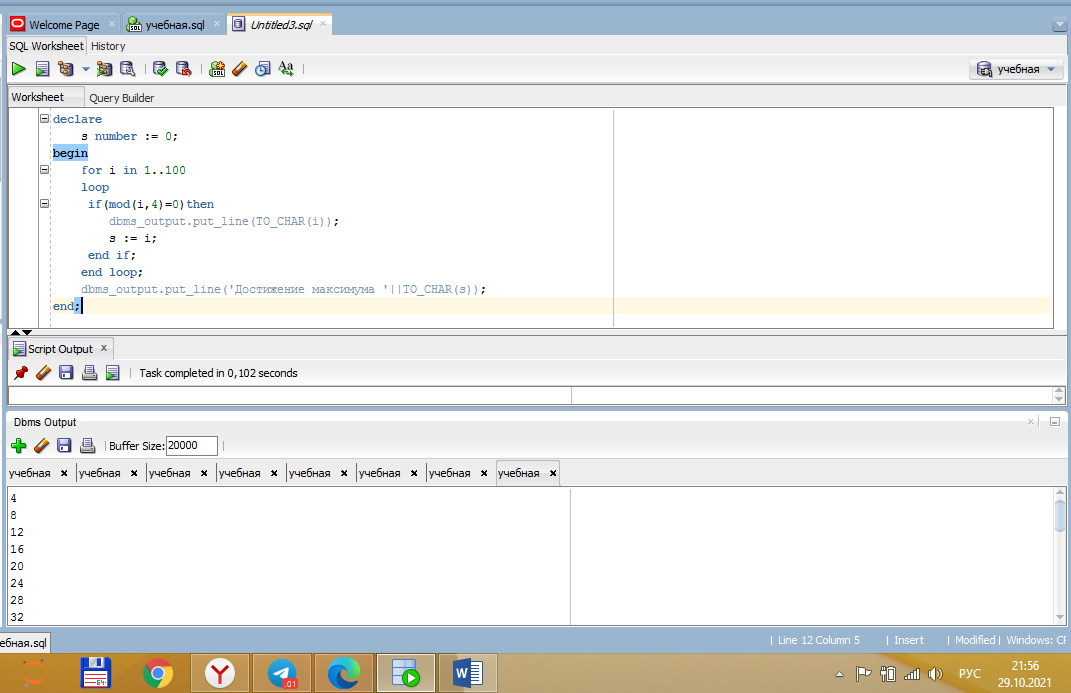 Welcome Page
учебная.sql
Untitled3.sql
SQL Worksheet History
учебная
Worksheet Query Builder
declare
s number := 0;
begin
for i in 1..100
loop
if(mod(i,4)=0)then
dbms_output.put_line(TO_CHAR(i));
s := i;
end if;
end loop;
dbms_output.put_line('Достижение максимума '||TO_CHAR(s));
end;
Script Output
Task completed in 0,102 seconds
Dbms Output
Buffer Size: 20000
учебная учебная учебная учебная учебная учебная учебная учебная
4
8
12
16
20
24
28
32
ебная.sql
Line 12 Column 5 Insert Modified Windows: CF
РУС 21:56
29.10.2021